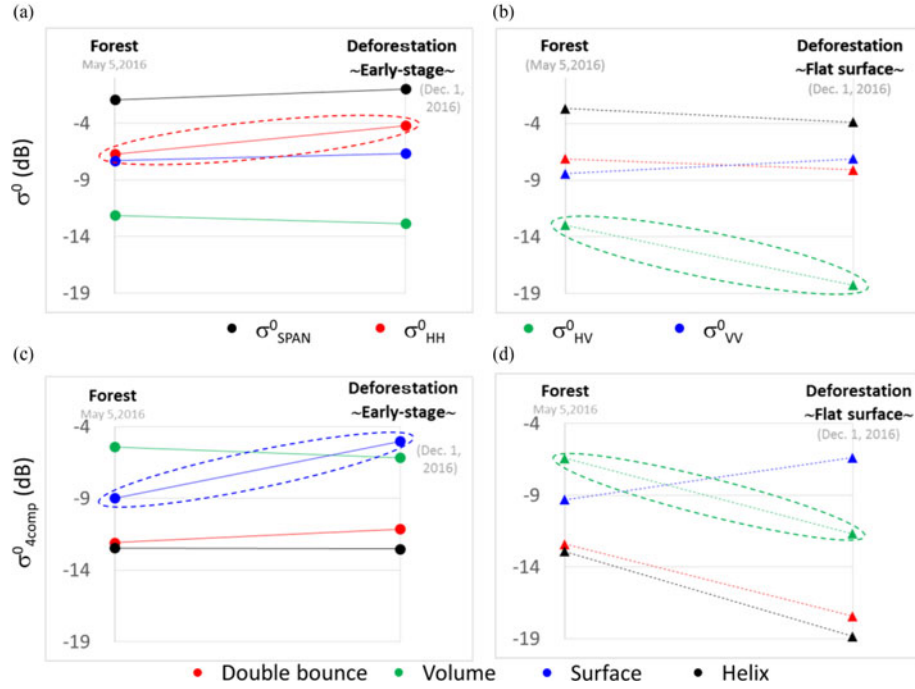 (a)
Forest
May 5,2016
Deforestation
~Early-stage~
(Dec. 1,
2016)
-4
-9
-14
-19
σ⁰ (dB)
(b)
Forest
(May 5,2016)
Deforestation
~Flat surface~
(Dec. 1, 2016)
-4
-9
-14
-19
σ⁰SPAN
σ⁰HH
σ⁰HV
σ⁰VV
(c)
Forest
May 5,2016
Deforestation
~Early-stage~
(Dec. 1,
2016)
-4
-9
-14
-19
σ⁰4comp (dB)
(d)
Forest
May 5,2016
Deforestation
~Flat surface~
(Dec. 1, 2016)
-4
-9
-14
-19
Double bounce
Volume
Surface
Helix